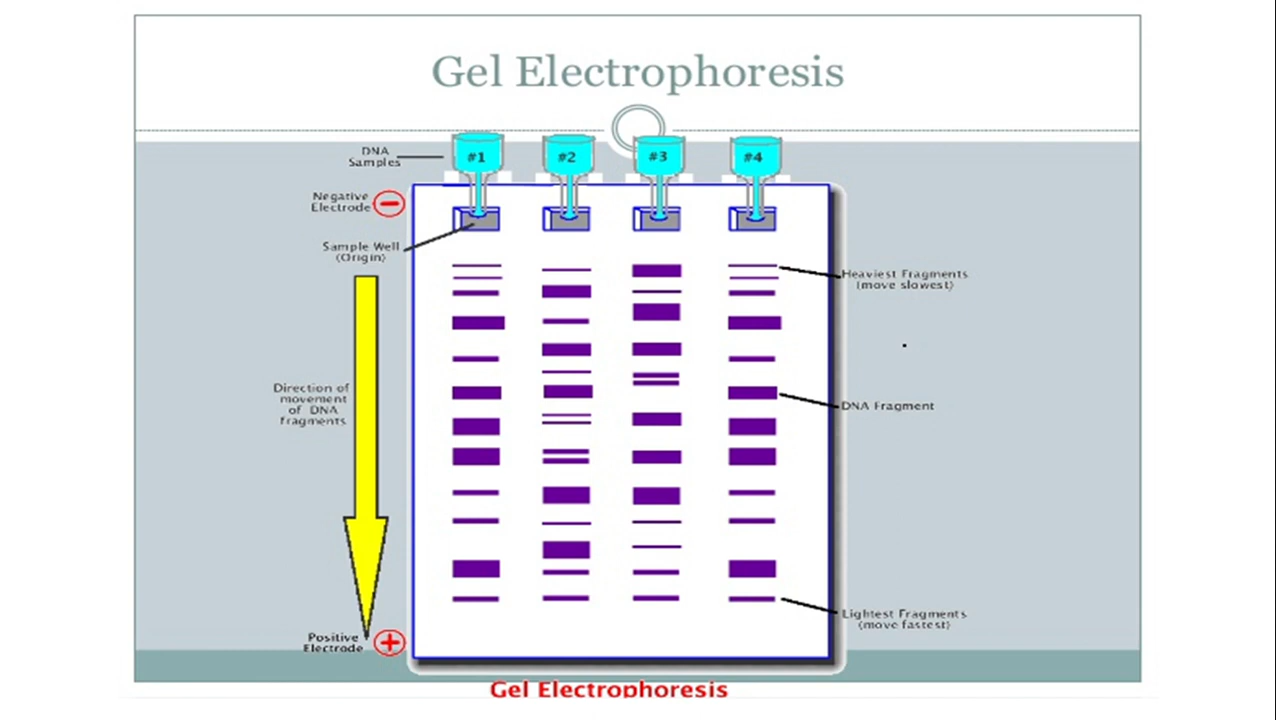 Gel Electrophoresis
DNA
Samples
#1
#2
#3
#4
Negative
Electrode
Sample Well
(Origin)
Heaviest Fragments
(move slowest)
Direction of
movement
of DNA
fragments
DNA Fragment
Lightest Fragments
(move fastest)
Positive
Electrode
Gel Electrophoresis